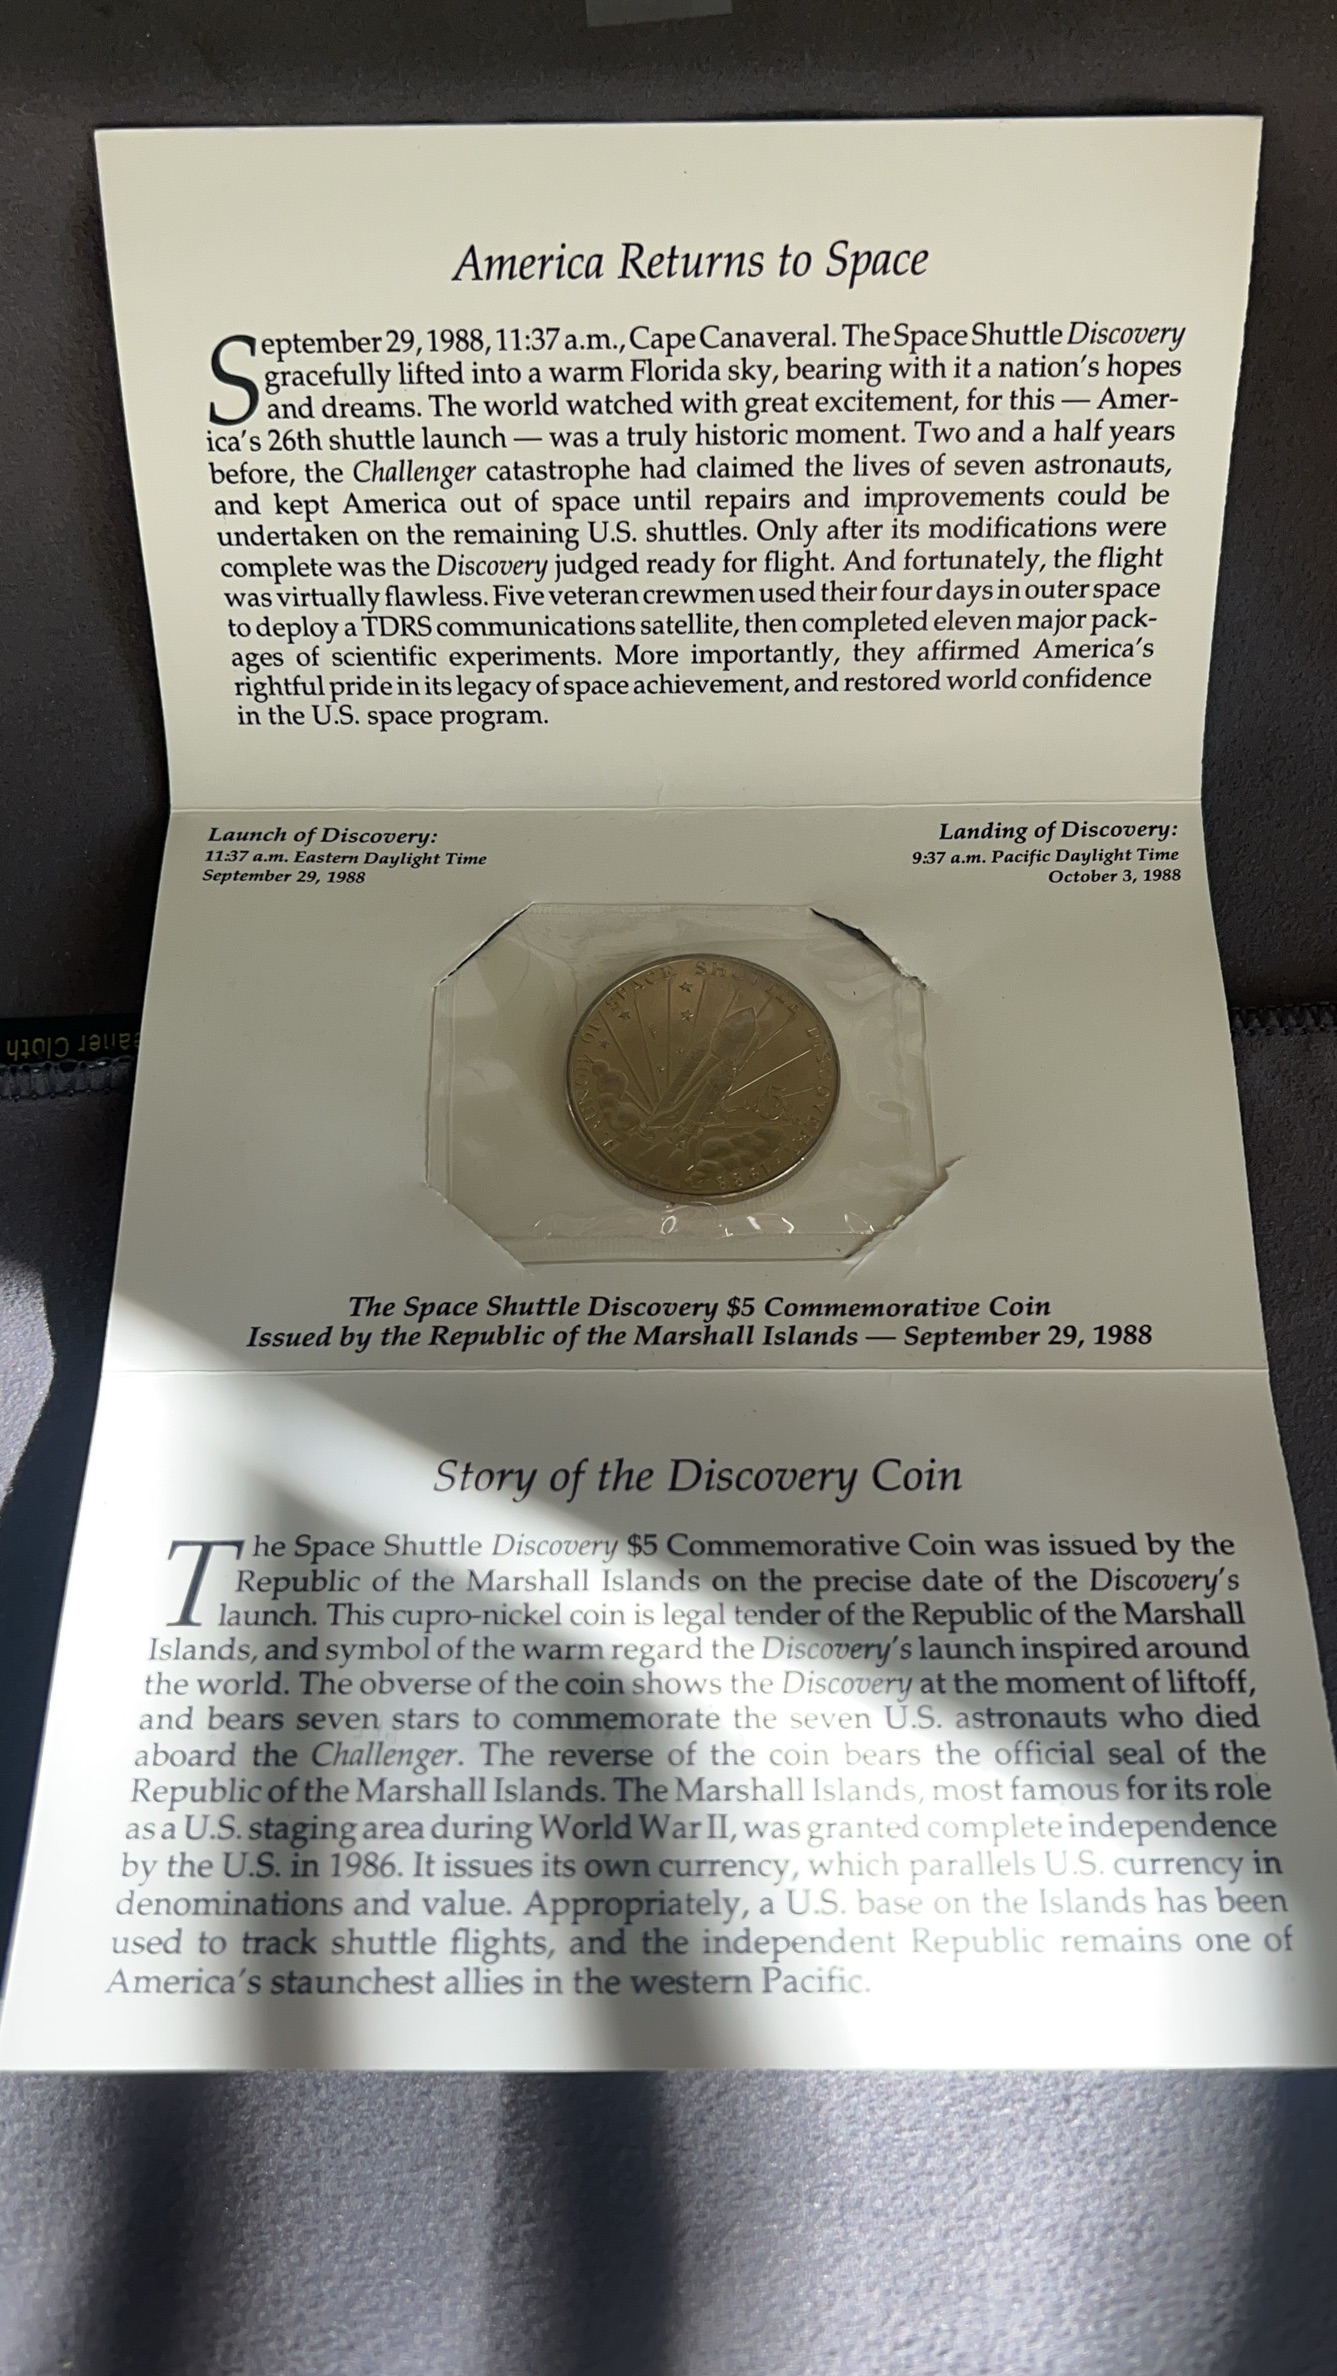 America Returns to Space
September 29, 1988, 11:37 a.m., Cape Canaveral. The Space Shuttle Discovery
gracefully lifted into a warm Florida sky, bearing with it a nation's hopes
and dreams. The world watched with great excitement, for this — Amer-
ica's 26th shuttle launch — was a truly historic moment. Two and a half years
before, the Challenger catastrophe had claimed the lives of seven astronauts,
and kept America out of space until repairs and improvements could be
undertaken on the remaining U.S. shuttles. Only after its modifications were
complete was the Discovery judged ready for flight. And fortunately, the flight
was virtually flawless. Five veteran crewmen used their four days in outer space
to deploy a TDRS communications satellite, then completed eleven major pack-
ages of scientific experiments. More importantly, they affirmed America's
rightful pride in its legacy of space achievement, and restored world confidence
in the U.S. space program.
Launch of Discovery:
11:37 a.m. Eastern Daylight Time
September 29, 1988
Landing of Discovery:
9:37 a.m. Pacific Daylight Time
October 3, 1988
SPACE SHUTTLE DISCOVERY
1988
eaner Cloth
The Space Shuttle Discovery $5 Commemorative Coin
Issued by the Republic of the Marshall Islands — September 29, 1988
Story of the Discovery Coin
The Space Shuttle Discovery $5 Commemorative Coin was issued by the
Republic of the Marshall Islands on the precise date of the Discovery's
launch. This cupro-nickel coin is legal tender of the Republic of the Marshall
Islands, and symbol of the warm regard the Discovery's launch inspired around
the world. The obverse of the coin shows the Discovery at the moment of liftoff,
and bears seven stars to commemorate the seven U.S. astronauts who died
aboard the Challenger. The reverse of the coin bears the official seal of the
Republic of the Marshall Islands. The Marshall Islands, most famous for its role
as a U.S. staging area during World War II, was granted complete independence
by the U.S. in 1986. It issues its own currency, which parallels U.S. currency in
denominations and value. Appropriately, a U.S. base on the Islands has been
used to track shuttle flights, and the independent Republic remains one of
America's staunchest allies in the western Pacific.